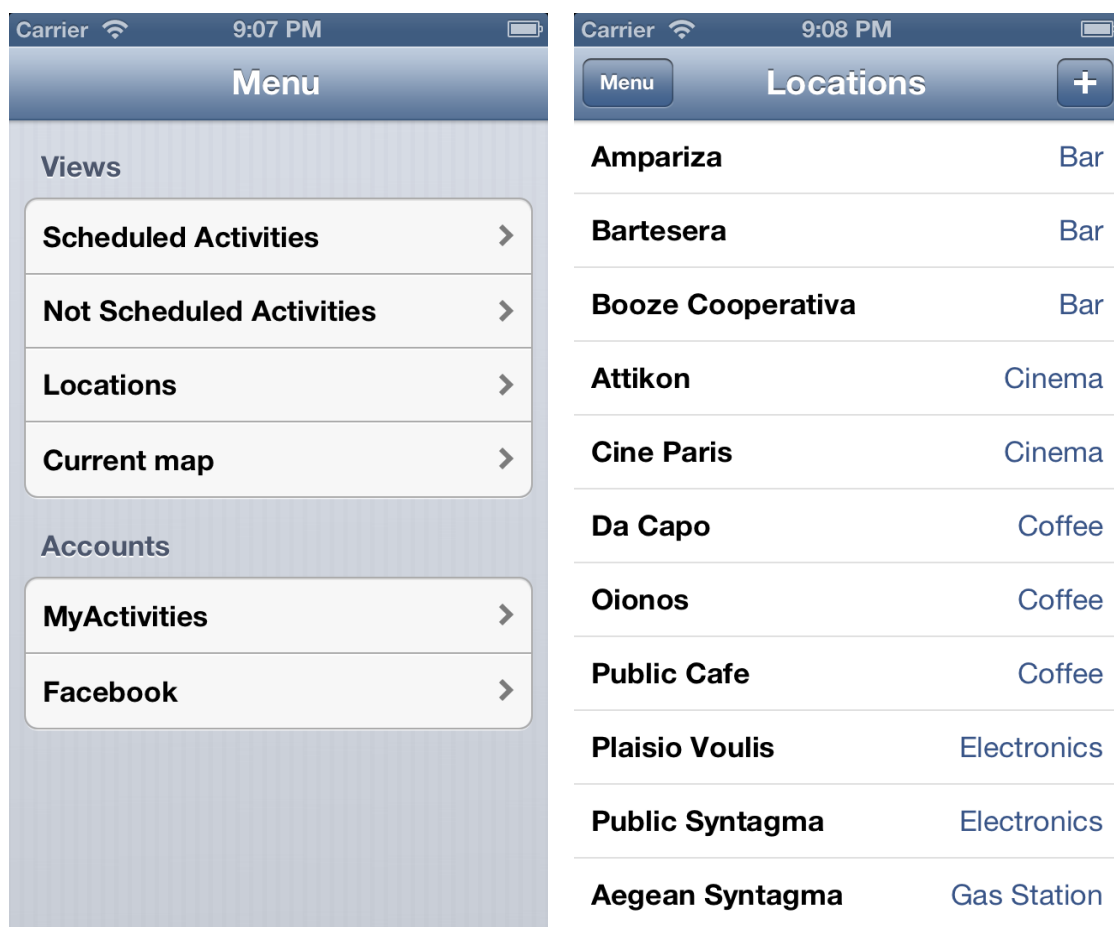 Carrier 9:07 PM
Menu
Views
Scheduled Activities
Not Scheduled Activities
Locations
Current map
Accounts
MyActivities
Facebook
Carrier 9:08 PM
Menu Locations +
Ampariza Bar
Bartesera Bar
Booze Cooperativa Bar
Attikon Cinema
Cine Paris Cinema
Da Capo Coffee
Oionos Coffee
Public Cafe Coffee
Plaisio Voulis Electronics
Public Syntagma Electronics
Aegean Syntagma Gas Station